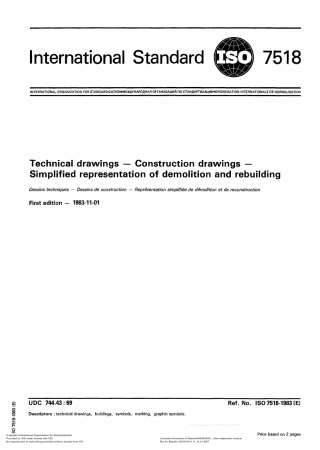 International Standard ISO 7518
INTERNATIONAL ORGANIZATION FOR STANDARDIZATION•МЕЖДУНАРОДНАЯ ОРГАНИЗАЦИЯ ПО СТАНДАРТИЗАЦИИ•ORGANISATION INTERNATIONALE DE NORMALISATION
Technical drawings — Construction drawings —
Simplified representation of demolition and rebuilding
Dessins techniques — Dessins de construction — Représentation simplifiée de démolition et de reconstruction
First edition — 1983-11-01
UDC 744.43 : 69
Ref. No. ISO 7518-1983 (E)
Descriptors : technical drawings, buildings, symbols, marking, graphic symbols.
ISO 7518-1983 (E)
Price based on 2 pages